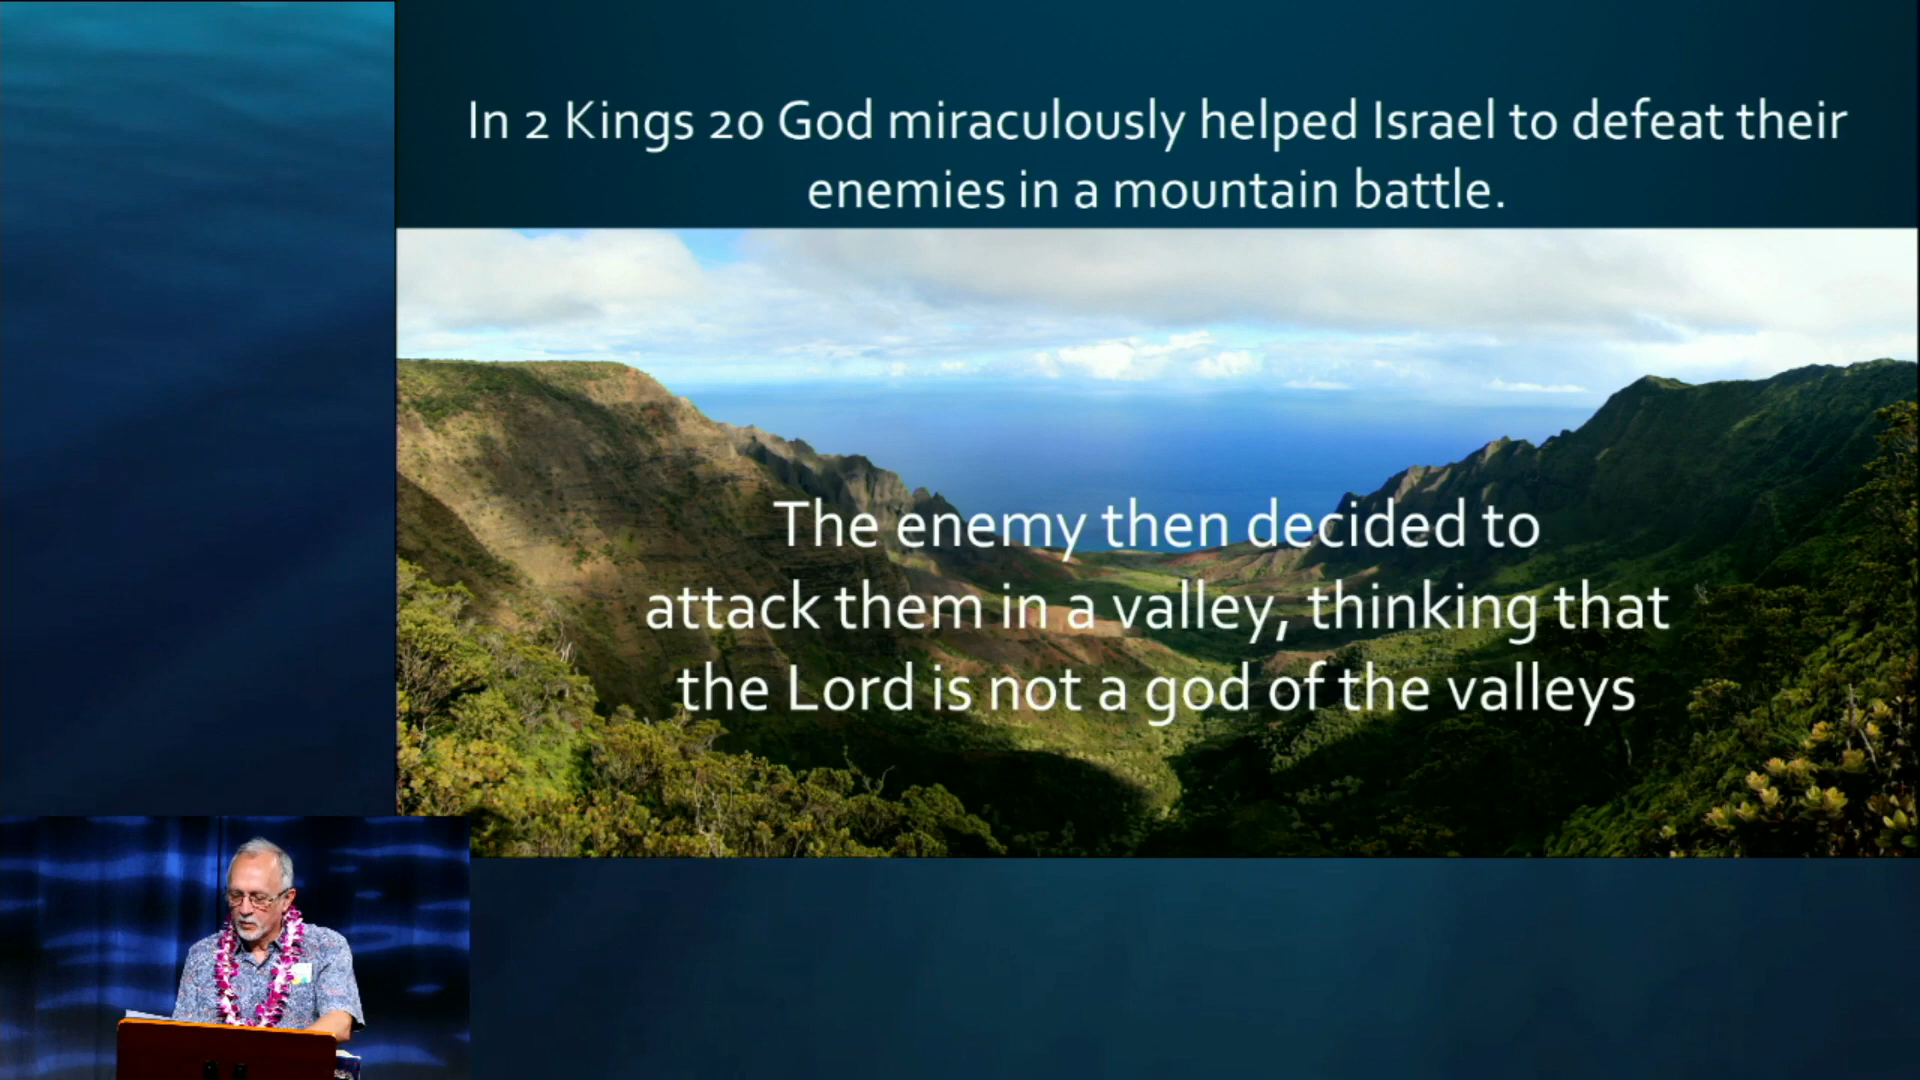 In 2 Kings 20 God miraculously helped Israel to defeat their
enemies in a mountain battle.
The enemy then decided to
attack them in a valley, thinking that
the Lord is not a god of the valleys